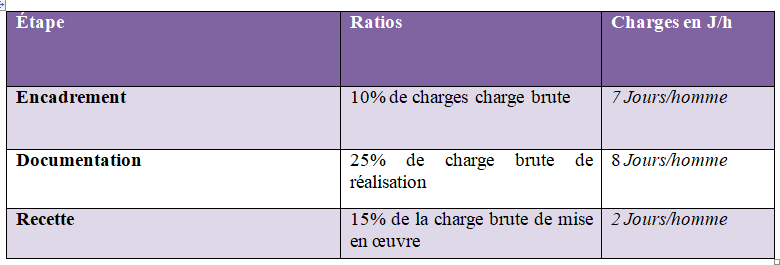 Étape Ratios Charges en J/h
Encadrement 10% de charges charge brute 7 Jours/homme
Documentation 25% de charge brute de 8 Jours/homme
réalisation
Recette 15% de la charge brute de mise 2 Jours/homme
en œuvre